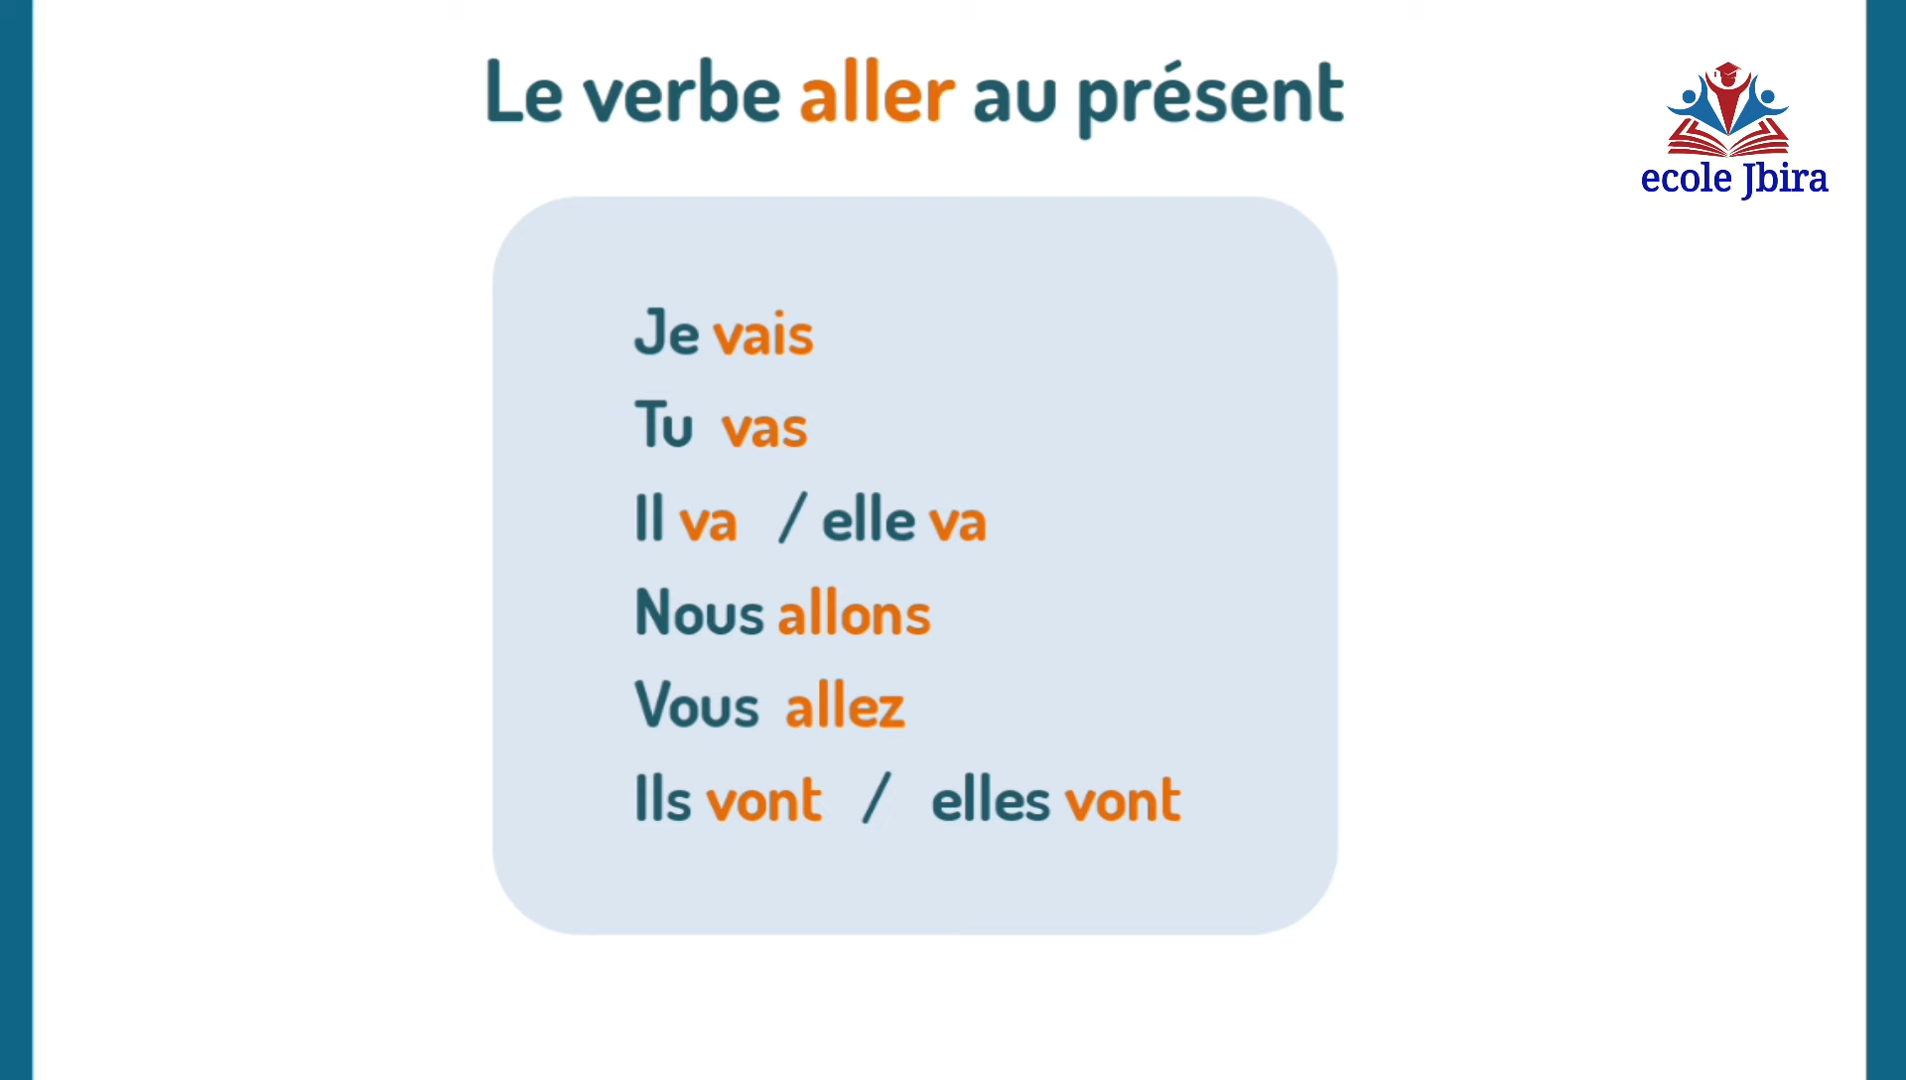 Le verbe aller au présent
ecole Jbira
Je vais
Tu vas
Il va / elle va
Nous allons
Vous allez
Ils vont / elles vont